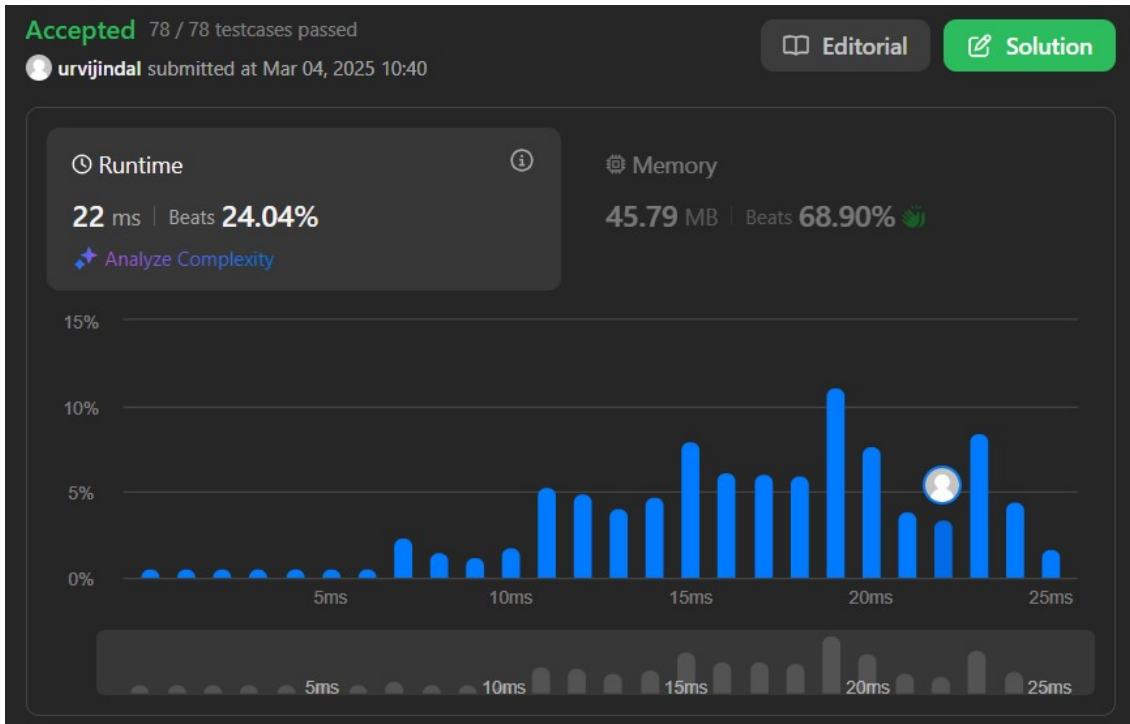 Accepted 78 / 78 testcases passed
Editorial
Solution
urvijindal submitted at Mar 04, 2025 10:40
Runtime
22 ms | Beats 24.04%
Analyze Complexity
Memory
45.79 MB | Beats 68.90%
15%
10%
5%
0%
5ms 10ms 15ms 20ms 25ms
5ms 10ms 15ms 20ms 25ms